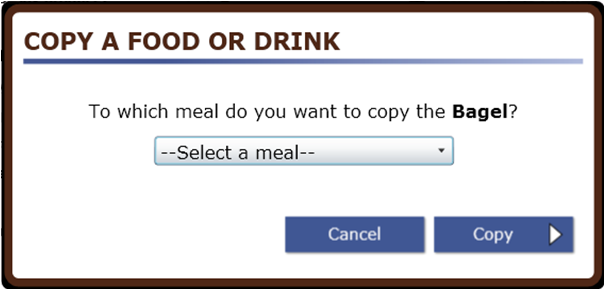 COPY A FOOD OR DRINK
To which meal do you want to copy the Bagel?
--Select a meal--
Cancel
Copy